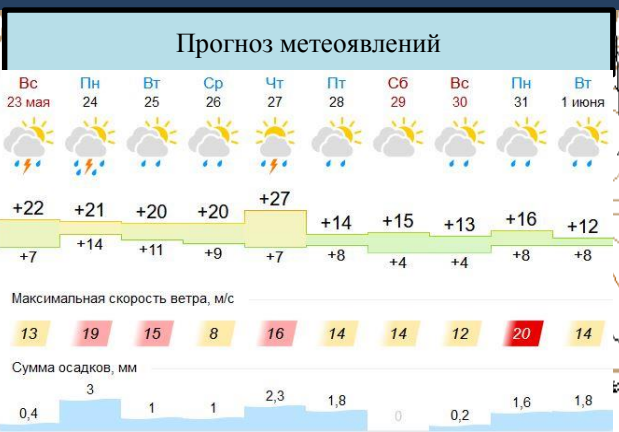 Прогноз метеоявлений
Вс Пн Вт Ср Чт Пт Сб Вс Пн Вт
23 мая 24 25 26 27 28 29 30 31 1 июня
+22 +21 +20 +20 +27 +14 +15 +13 +16 +12
+7 +14 +11 +9 +7 +8 +4 +4 +8 +8
Максимальная скорость ветра, м/с
13 19 15 8 16 14 14 12 20 14
Сумма осадков, мм
0,4 3 1 1 2,3 1,8 0 0,2 1,6 1,8